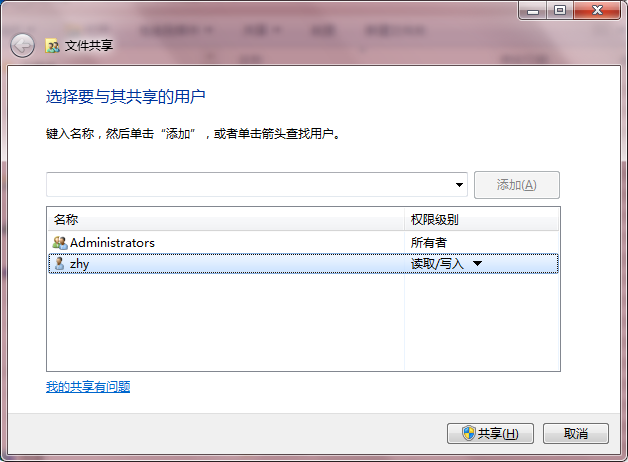 文件共享
选择要与其共享的用户
键入名称，然后单击“添加”，或者单击箭头查找用户。
添加(A)
名称 权限级别
Administrators 所有者
zhy 读取/写入
我的共享有问题
共享(H) 取消